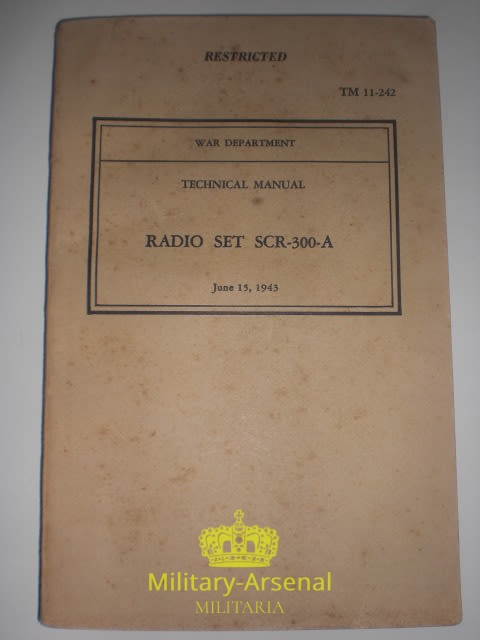 RESTRICTED
TM 11-242
WAR DEPARTMENT
TECHNICAL MANUAL
RADIO SET SCR-300-A
June 15, 1943
Military-Arsenal
MILITARIA